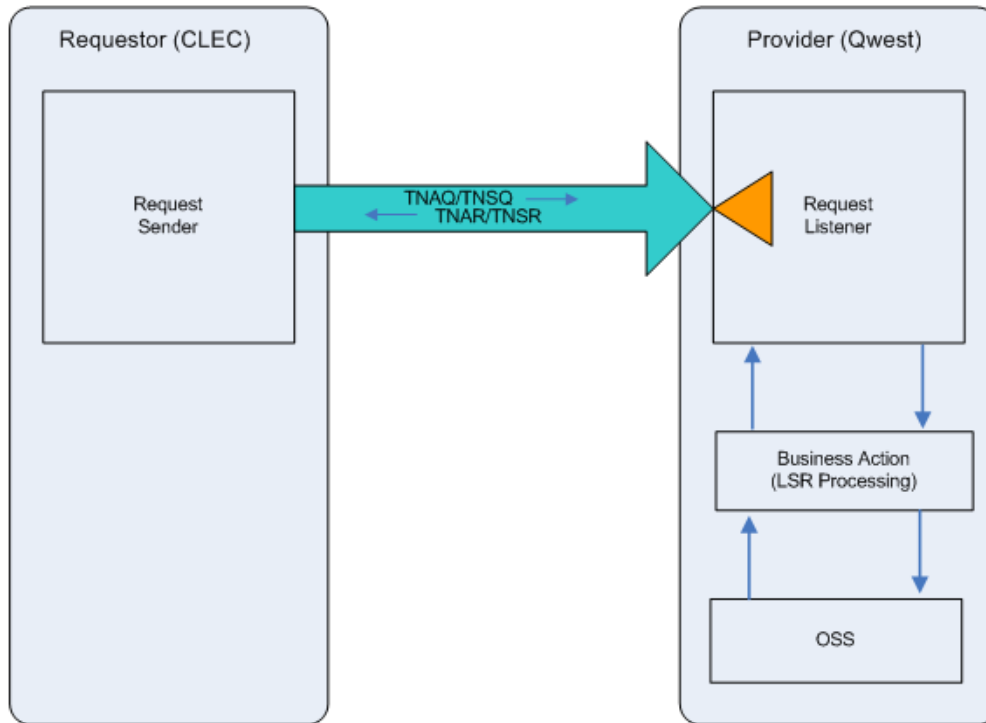 Requestor (CLEC)
Provider (Qwest)
Request
Sender
TNAQ/TNSQ
TNAR/TNSR
Request
Listener
Business Action
(LSR Processing)
OSS